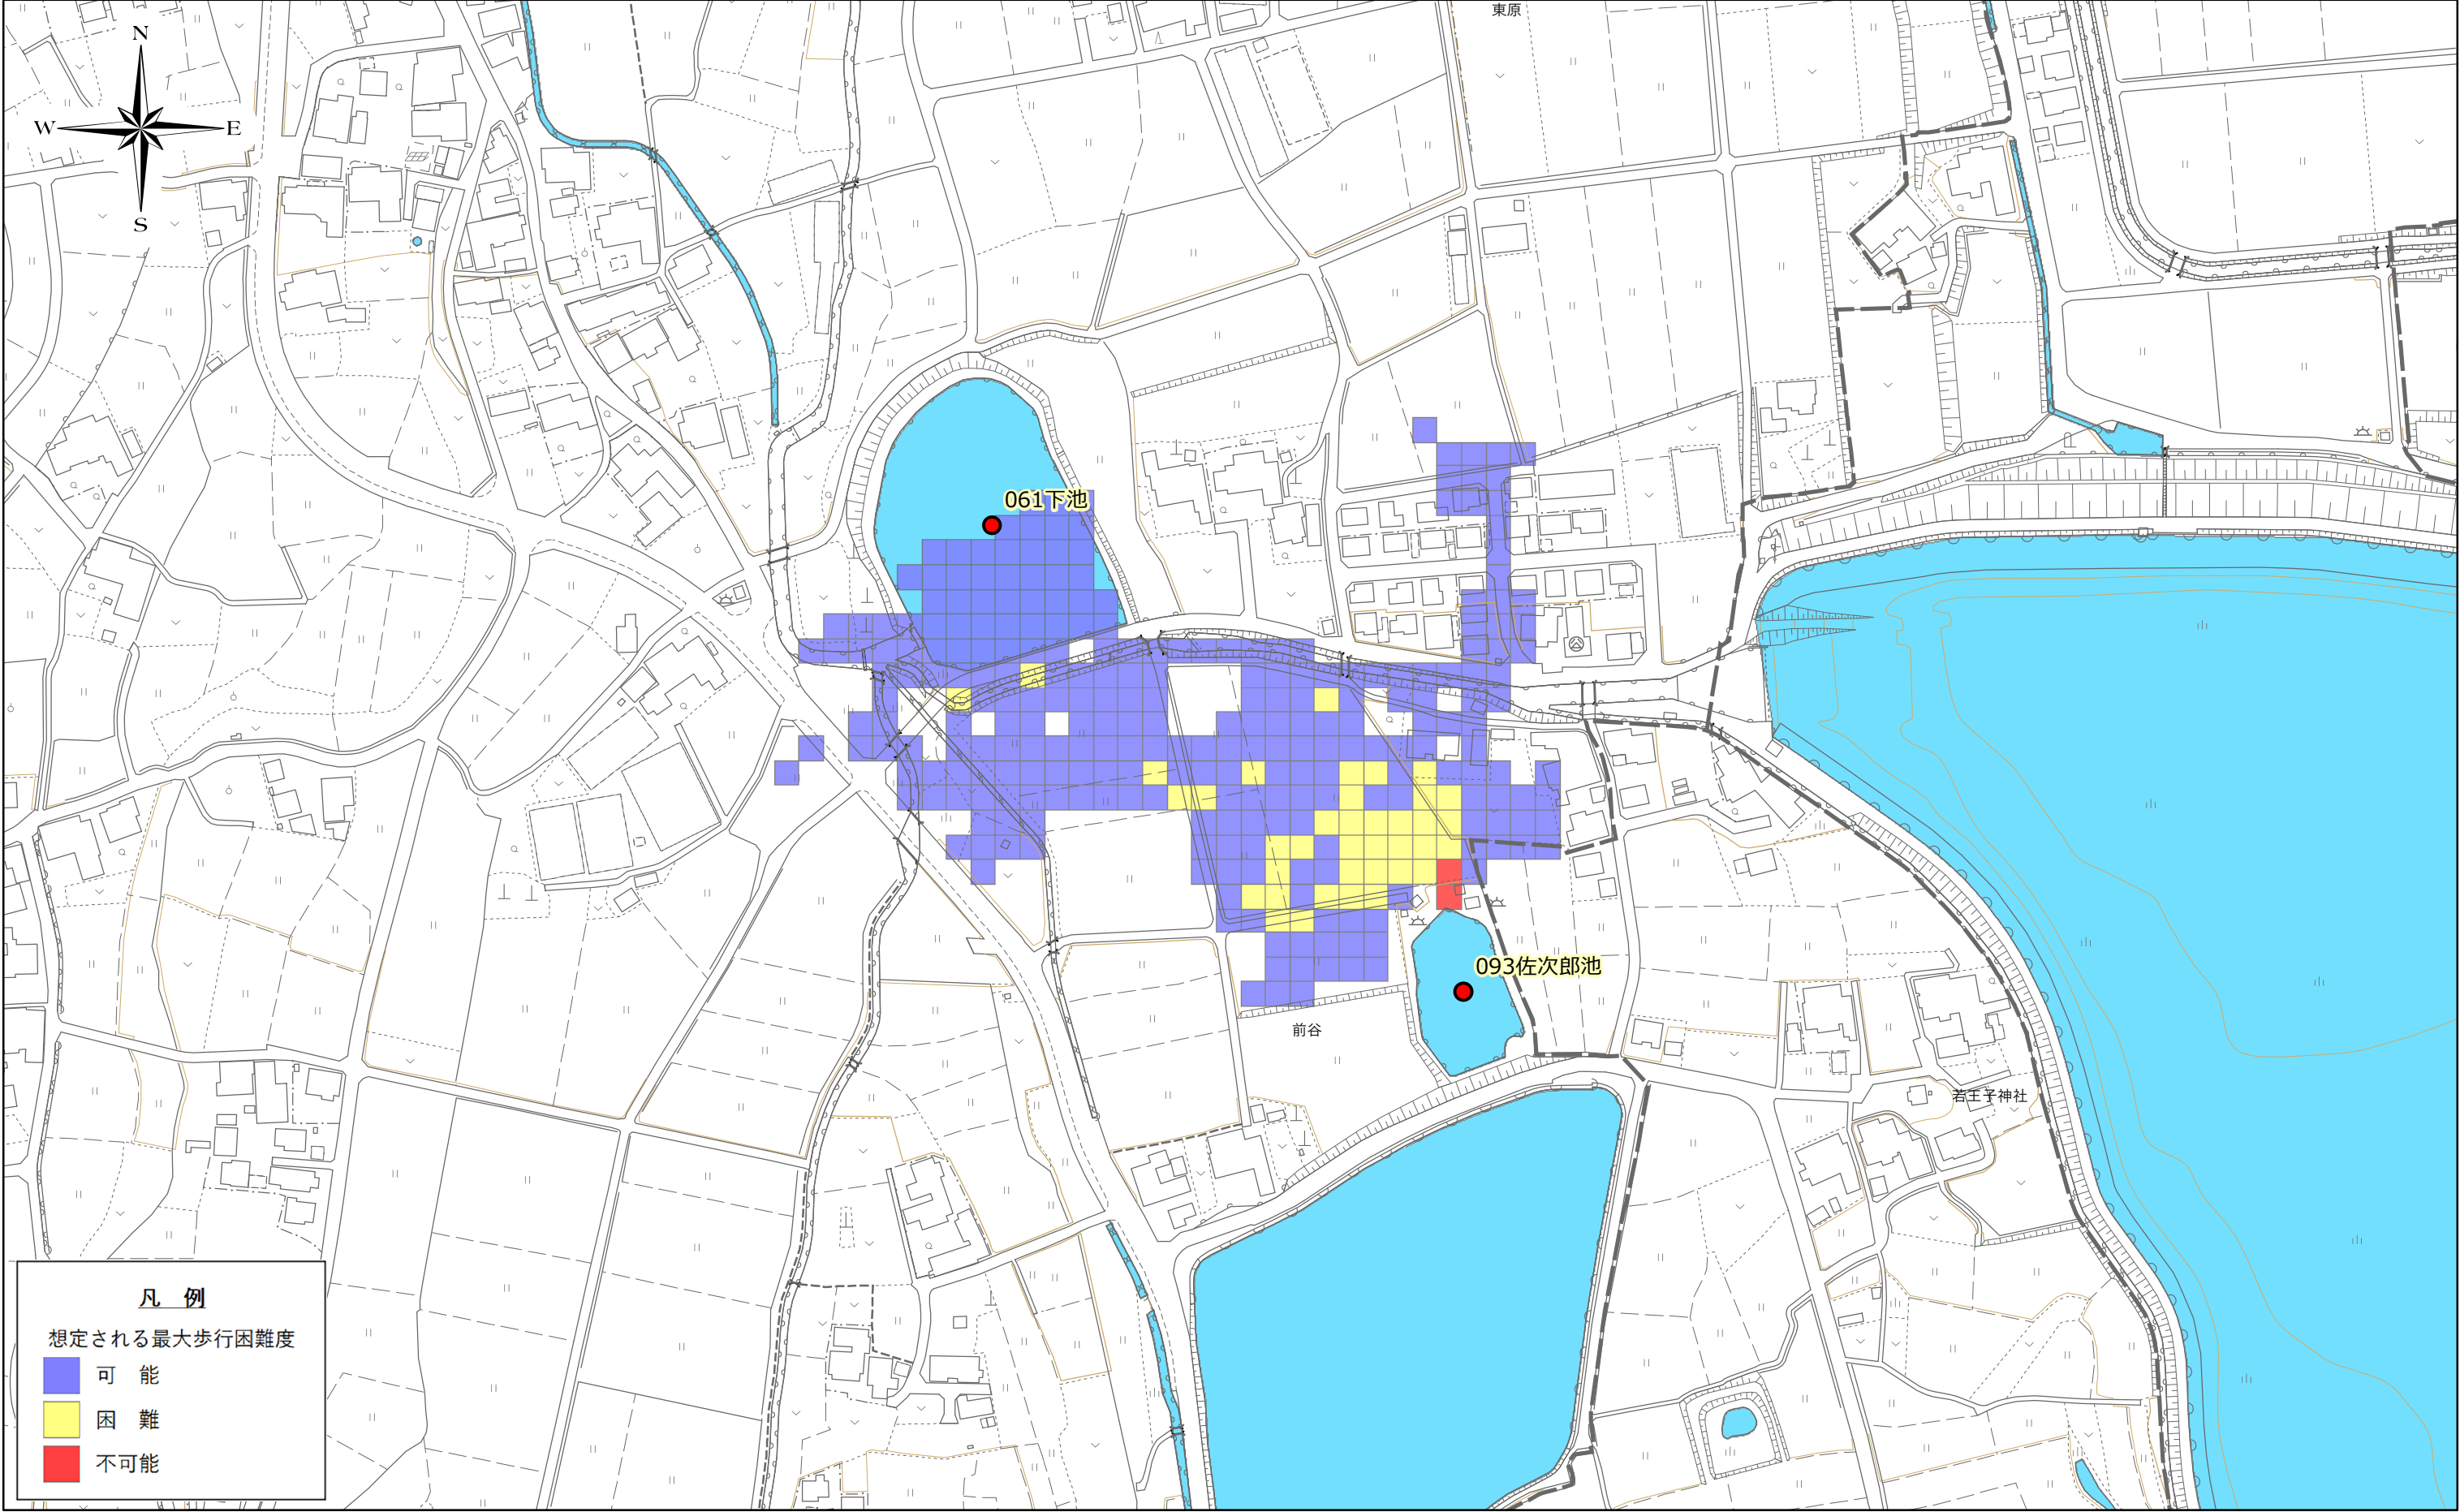 東原
N
W
E
S
061下池
093佐次郎池
前谷
若王子神社
凡 例
想定される最大歩行困難度
可 能
困 難
不可能